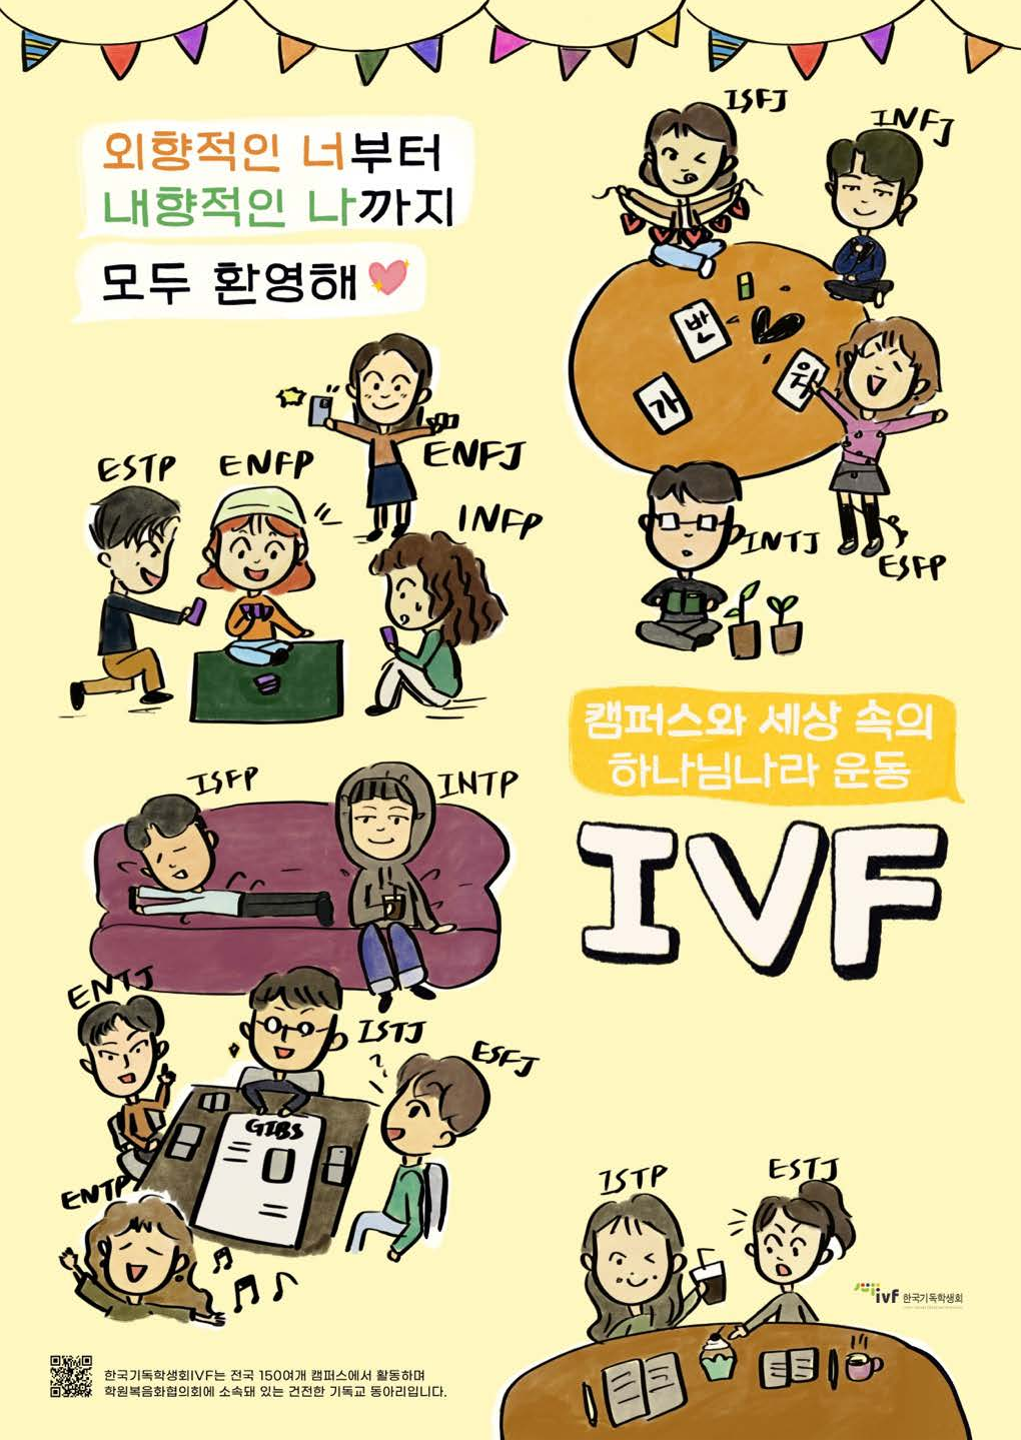 외향적인 너부터
내향적인 나까지
모두 환영해
ISFJ
INFJ
반
가
워
ENFJ
ESTP
ENFP
INFP
INTJ
ESFP
캠퍼스와 세상 속의
하나님나라 운동
IVF
ISFP
INTP
ENTJ
ISTJ
ESFJ
GIBS
ENTP
ISTP
ESTJ
ivf 한국기독학생회
한국기독학생회IVF는 전국 150여개 캠퍼스에서 활동하며
학원복음화협의회에 소속돼 있는 건전한 기독교 동아리입니다.